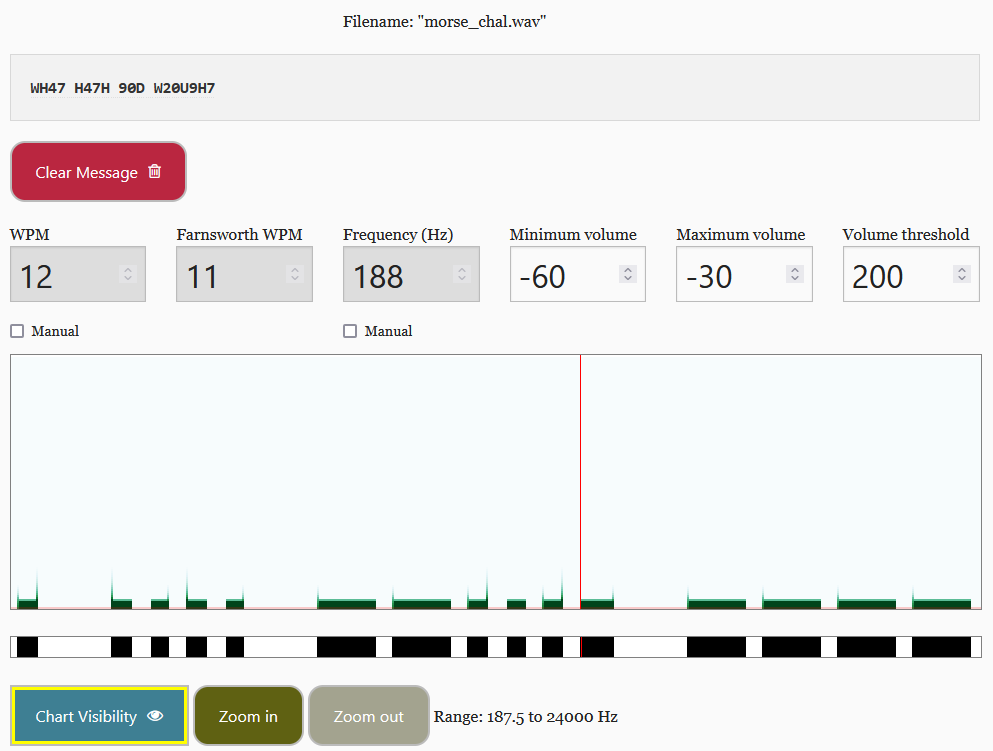 Filename: "morse_chal.wav"
WH47 H47H 90D W20U9H7
Clear Message
WPM Farnsworth WPM Frequency (Hz) Minimum volume Maximum volume Volume threshold
12 11 188 -60 -30 200
Manual Manual
Chart Visibility Zoom in Zoom out Range: 187.5 to 24000 Hz